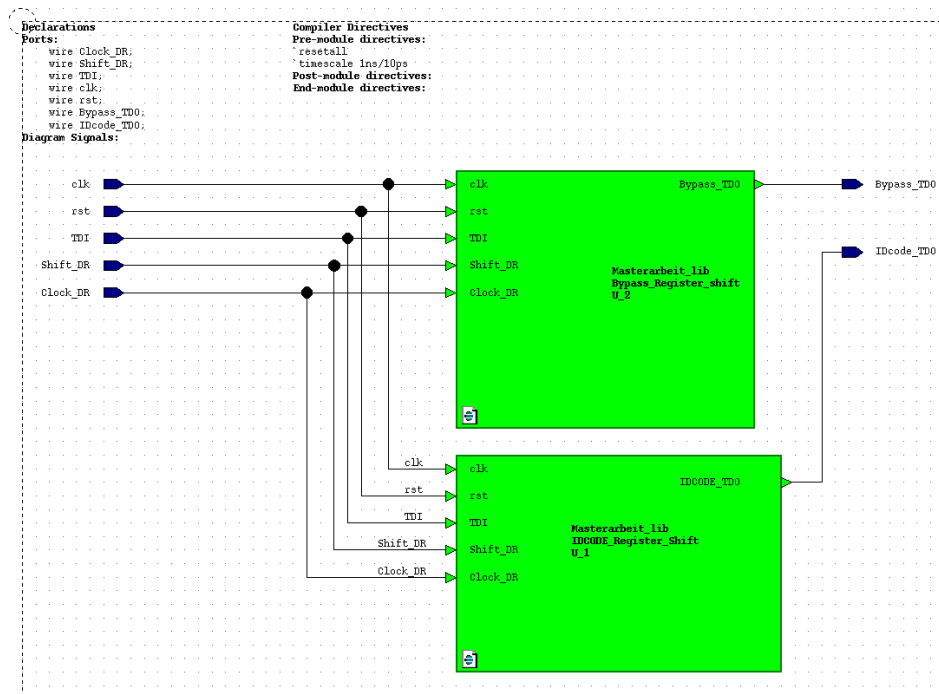 Declarations
Ports:
wire Clock_DR;
wire Shift_DR;
wire TDI;
wire clk;
wire rst;
wire Bypass_TDO;
wire IDcode_TDO;
Diagram Signals:
Compiler Directives
Pre-module directives:
`resetall
`timescale 1ns/10ps
Post-module directives:
End-module directives:
clk
rst
TDI
Shift_DR
Clock_DR
clk
rst
TDI
Shift_DR
Clock_DR
Bypass_TDO
Masterarbeit_lib
Bypass_Register_shift
U_2
Bypass_TDO
IDcode_TDO
clk
rst
TDI
Shift_DR
Clock_DR
clk
rst
TDI
Shift_DR
Clock_DR
IDCODE_TDO
Masterarbeit_lib
IDCODE_Register_Shift
U_1